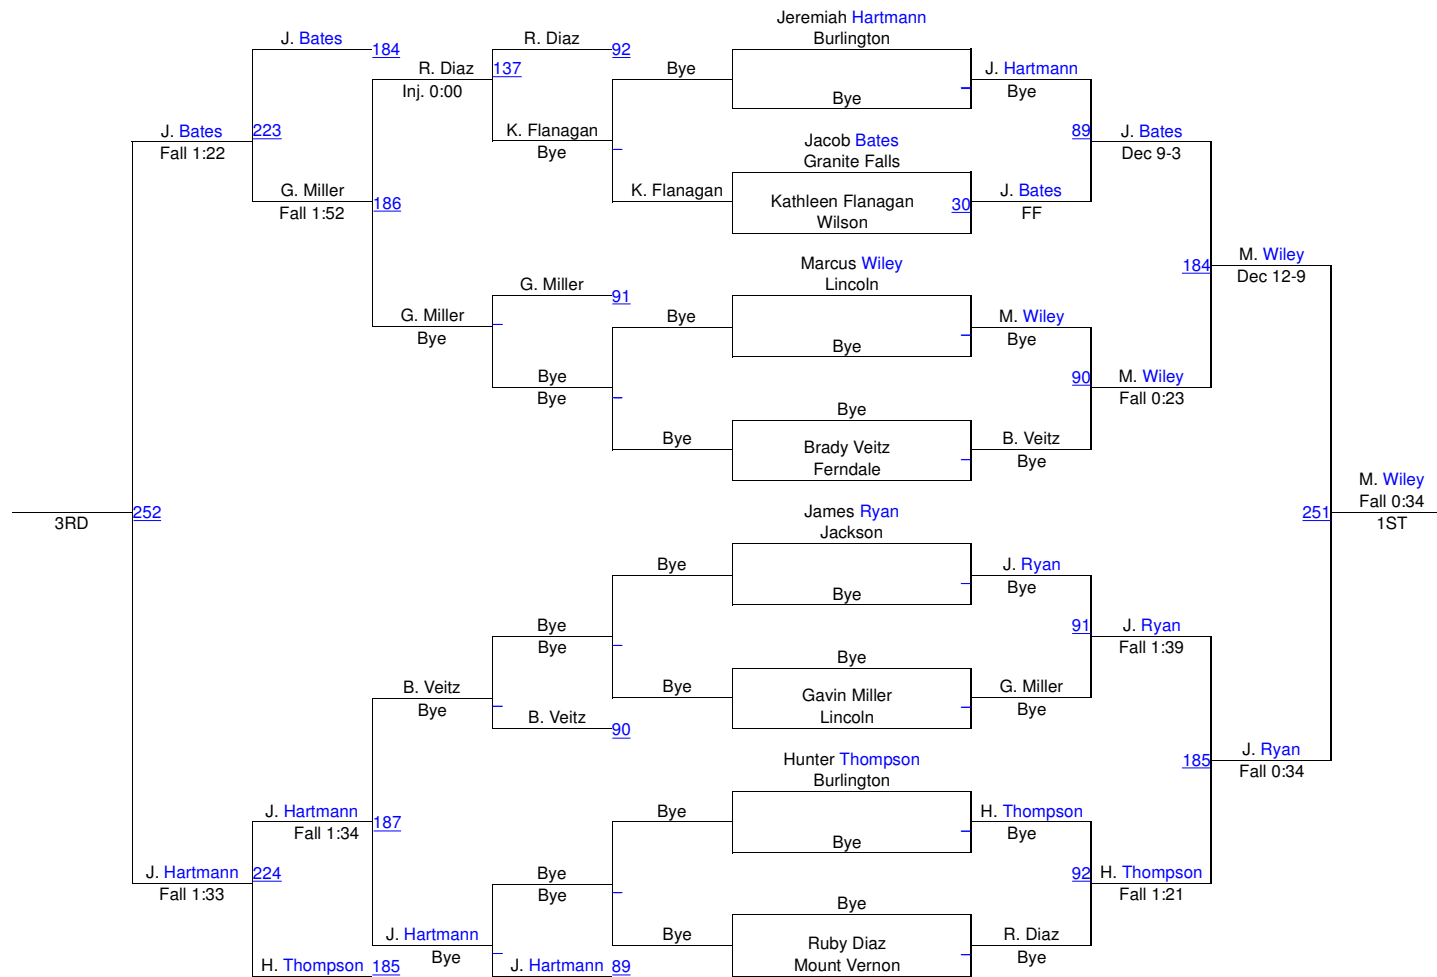 Jeremiah Hartmann
J. Bates
R. Diaz
Burlington
184
92
R. Diaz
137
Bye
J. Hartmann
Inj. 0:00
Bye
Bye
J. Bates
223
K. Flanagan
Jacob Bates
89
J. Bates
Fall 1:22
Bye
Granite Falls
Dec 9-3
G. Miller
K. Flanagan
Kathleen Flanagan
J. Bates
Fall 1:52
186
Wilson
30
FF
Marcus Wiley
M. Wiley
G. Miller
91
Lincoln
184
Dec 12-9
G. Miller
Bye
M. Wiley
Bye
Bye
Bye
Bye
90
M. Wiley
Bye
Fall 0:23
Bye
Bye
Brady Veitz
B. Veitz
Ferndale
Bye
M. Wiley
3RD
252
James Ryan
251
Fall 0:34
Jackson
1ST
Bye
J. Ryan
Bye
Bye
Bye
91
J. Ryan
Bye
Fall 1:39
Bye
B. Veitz
Bye
Gavin Miller
G. Miller
Bye
B. Veitz
90
Lincoln
Bye
Hunter Thompson
185
J. Ryan
Burlington
Fall 0:34
J. Hartmann
Bye
H. Thompson
Fall 1:34
187
Bye
Bye
J. Hartmann
224
Bye
92
H. Thompson
Fall 1:33
Bye
Fall 1:21
Bye
J. Hartmann
Bye
Ruby Diaz
R. Diaz
Bye
H. Thompson
185
J. Hartmann
89
Mount Vernon
Bye